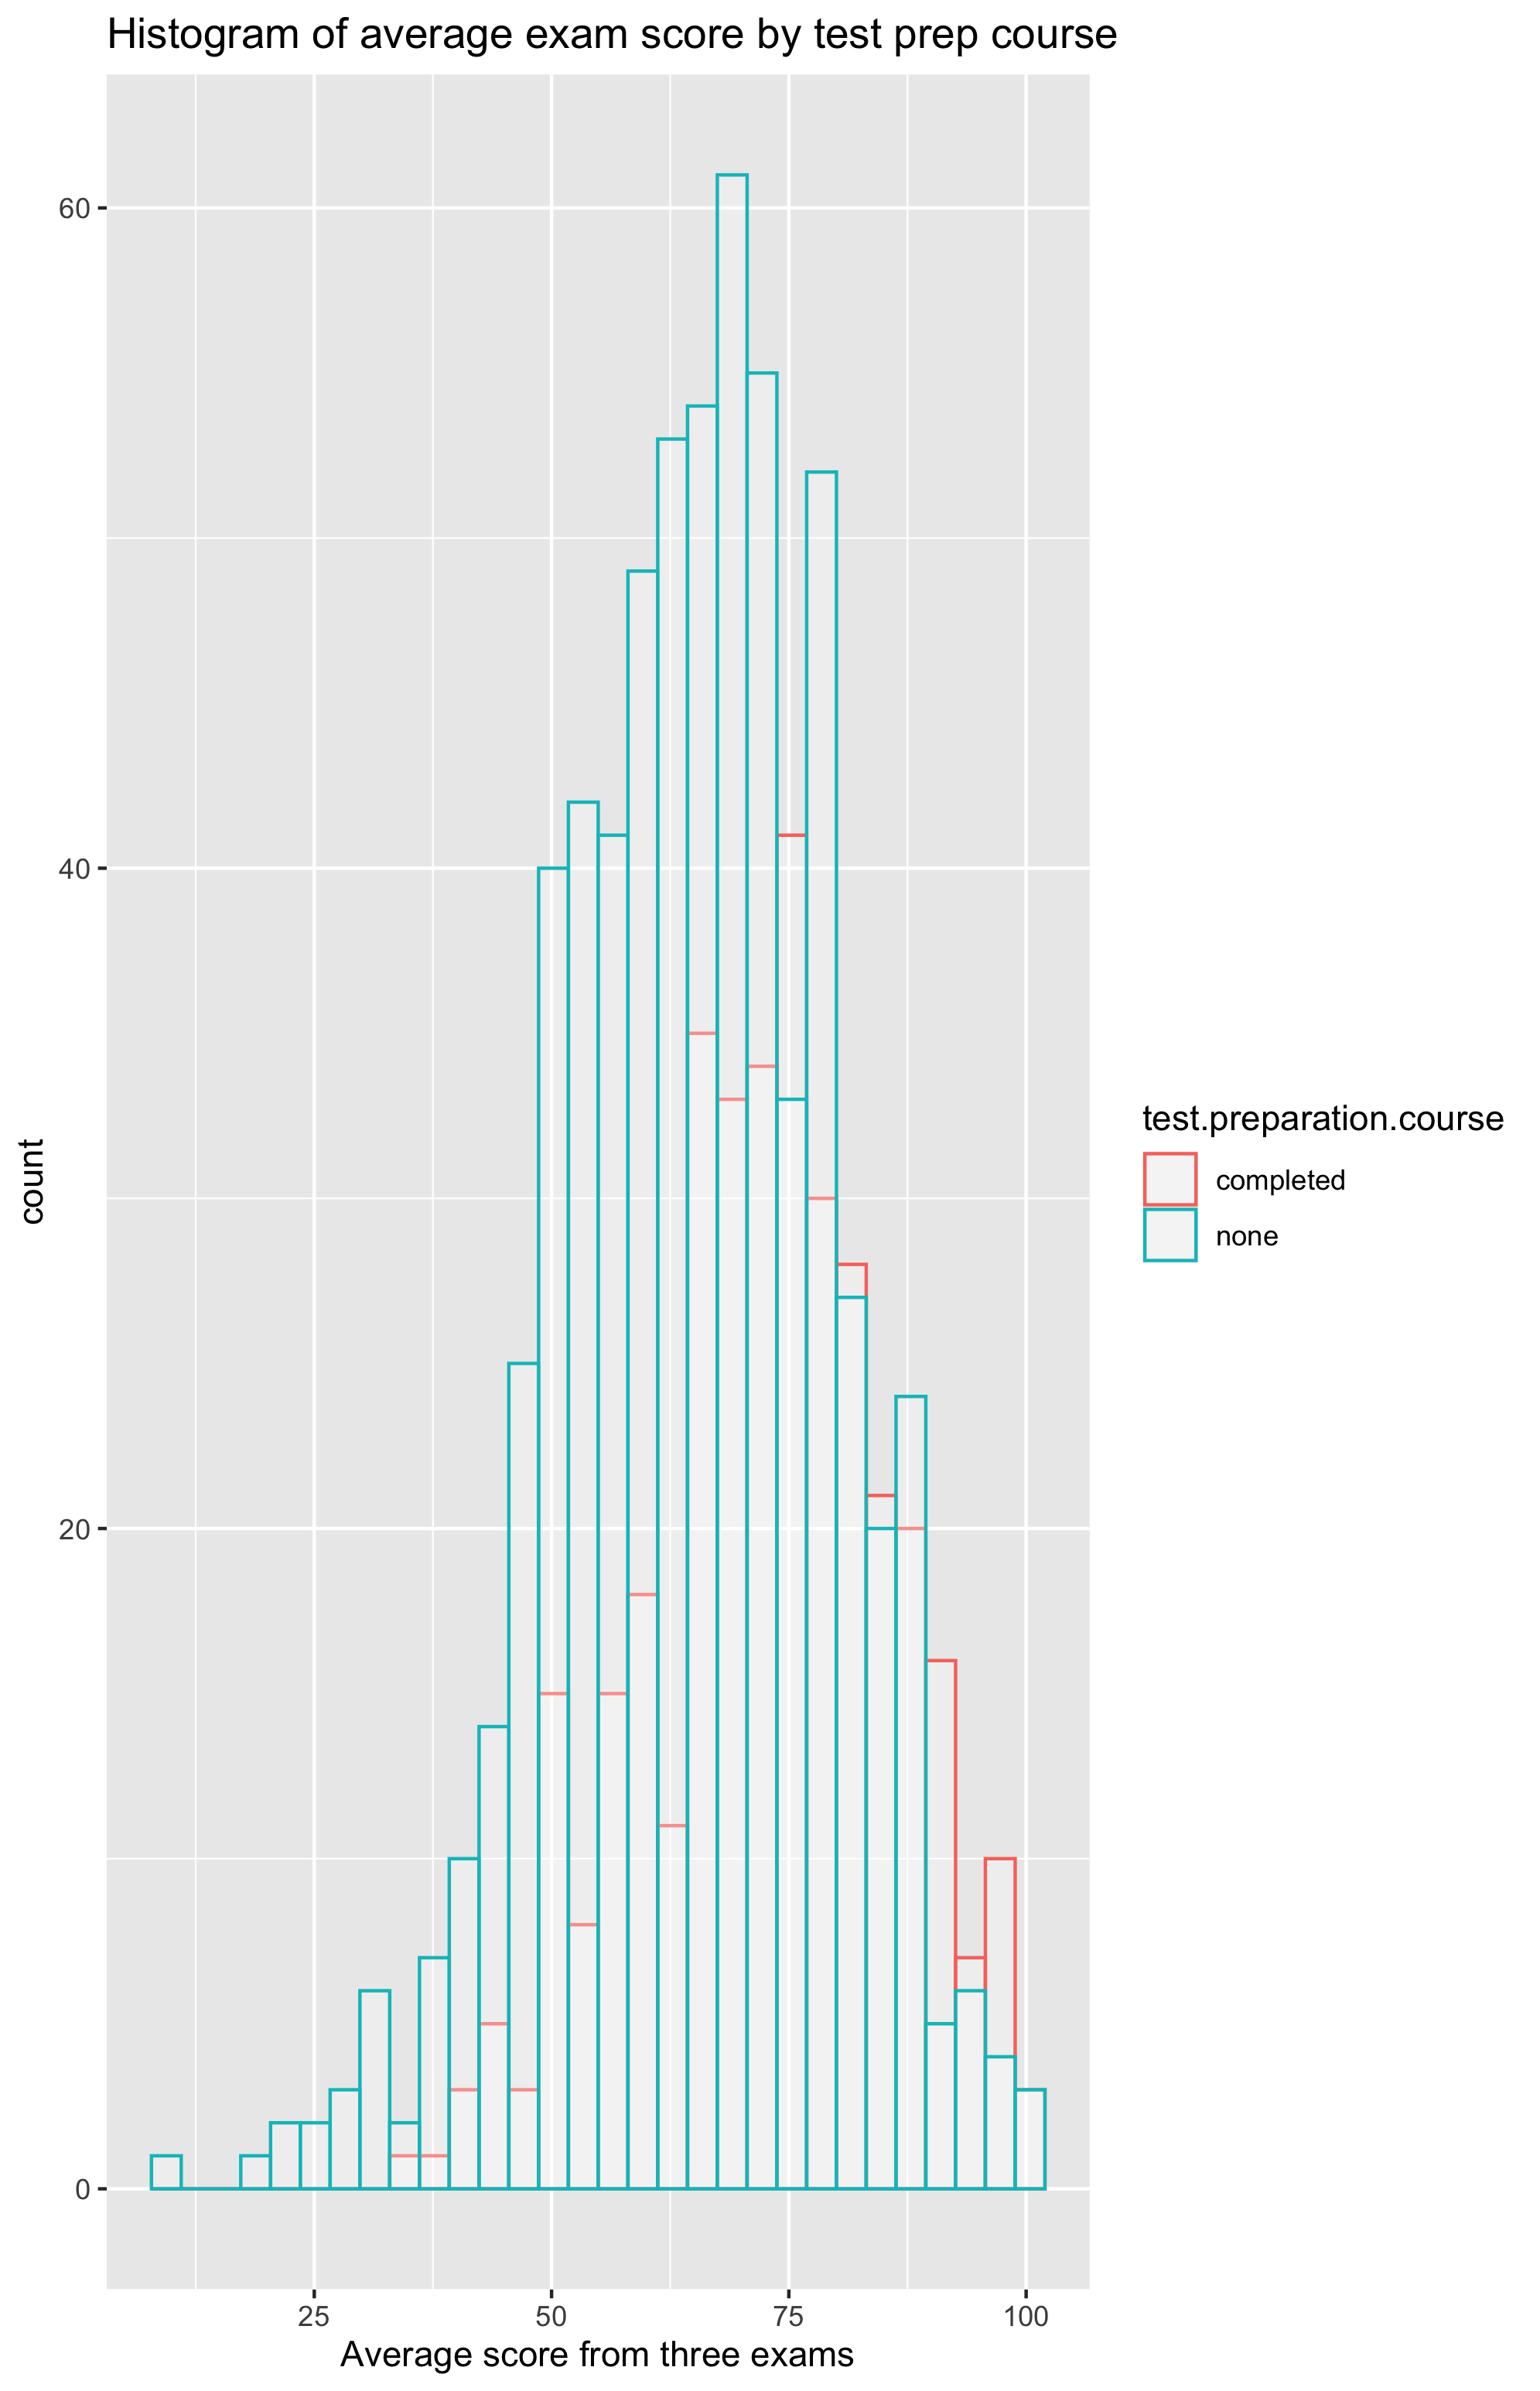 Histogram of average exam score by test prep course
60
40
20
0
count
25 50 75 100
Average score from three exams
test.preparation.course
completed
none